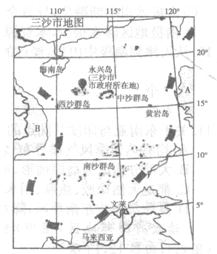 三沙市地图
110° 115° 120°
20°
海南岛
永兴岛
(三沙市
市政府所在地)
A
西沙群岛
中沙群岛
15°
黄岩岛
B
10°
南沙群岛
文莱
5°
马来西亚